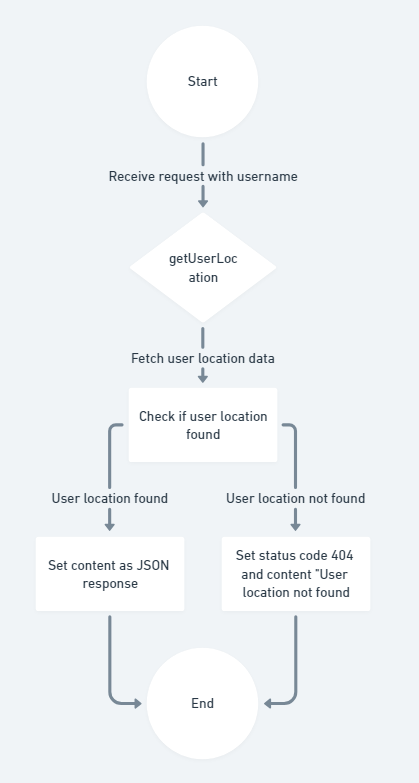 Start
Receive request with username
getUserLoc
ation
Fetch user location data
Check if user location
found
User location found
User location not found
Set content as JSON
response
Set status code 404
and content "User
location not found
End